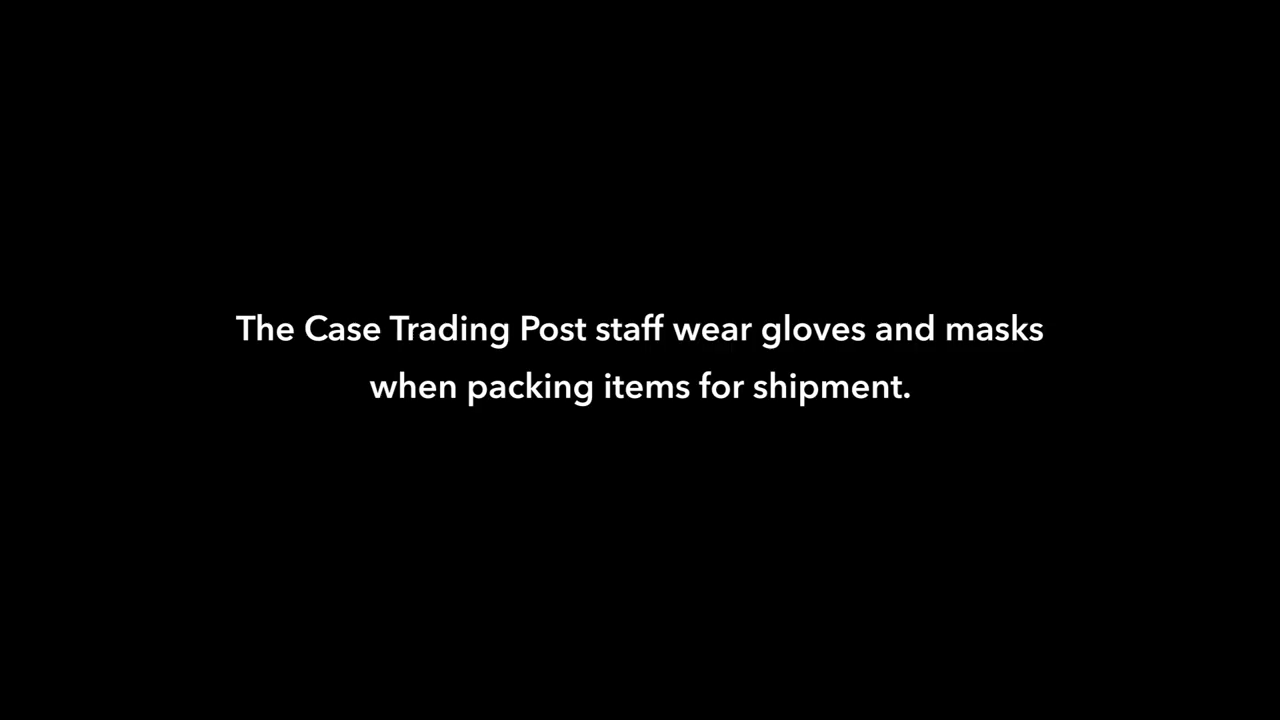 The Case Trading Post staff wear gloves and masks
when packing items for shipment.